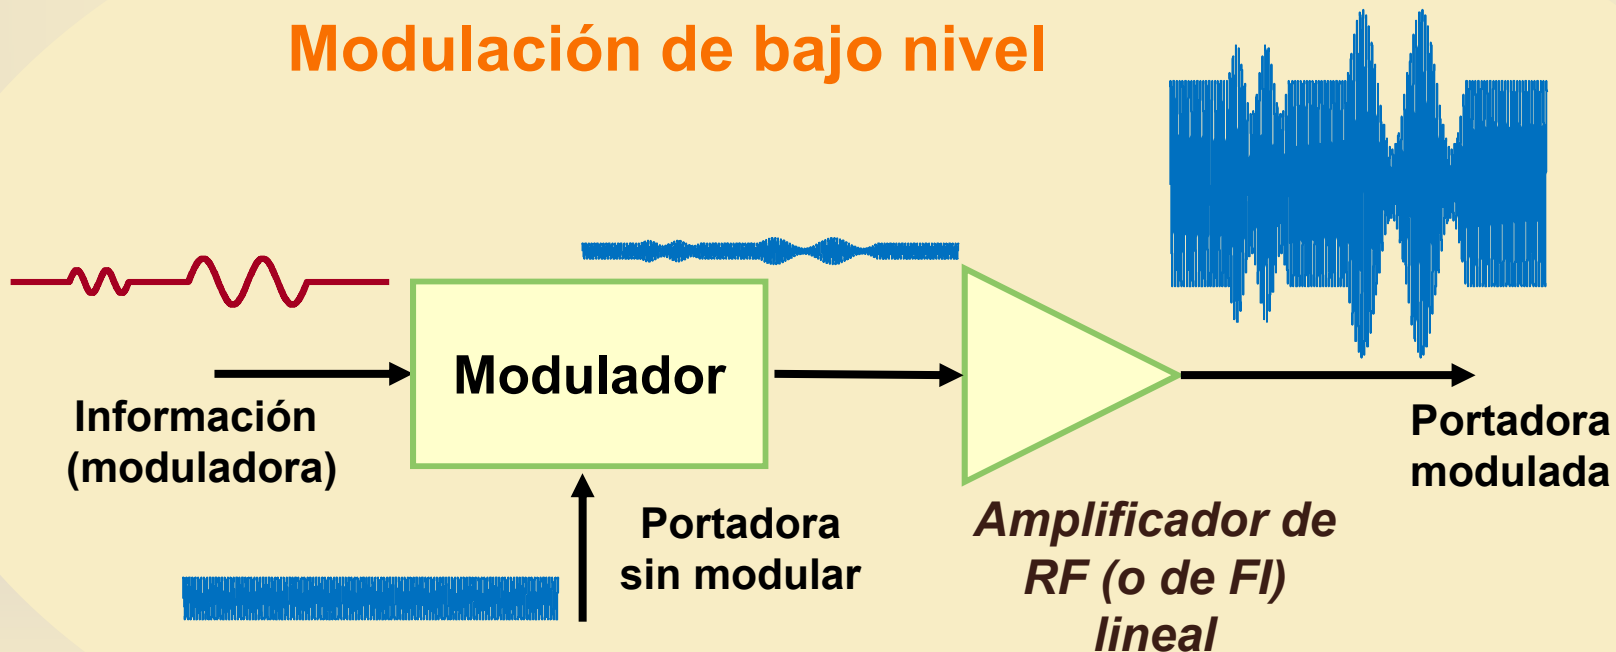 Modulación de bajo nivel
Modulador
Información
(moduladora)
Portadora
sin modular
Amplificador de
RF (o de FI)
lineal
Portadora
modulada